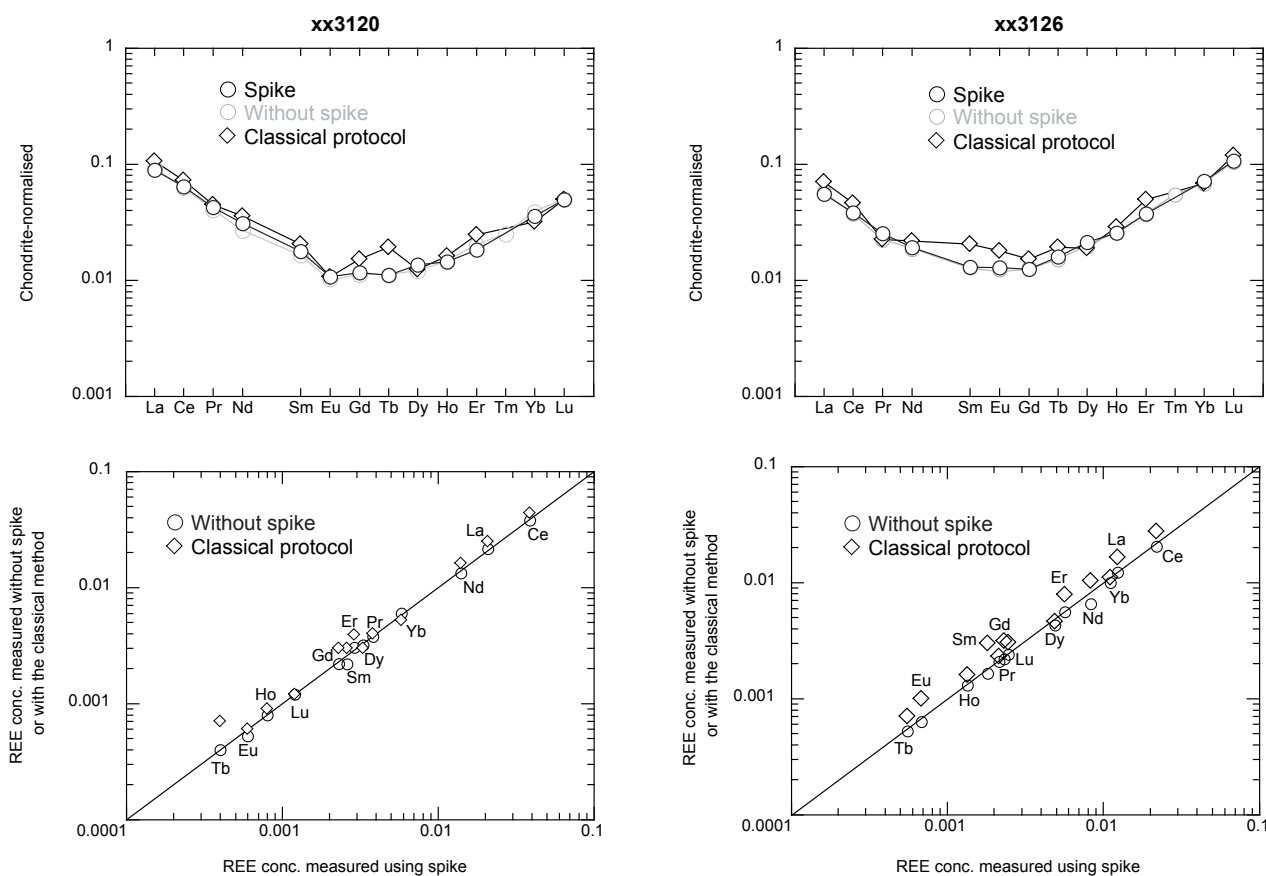 xx3120
1
0.1
0.01
0.001
Chondrite-normalised
Spike
Without spike
Classical protocol
La Ce Pr Nd Sm Eu Gd Tb Dy Ho Er Tm Yb Lu
xx3126
1
0.1
0.01
0.001
Chondrite-normalised
Spike
Without spike
Classical protocol
La Ce Pr Nd Sm Eu Gd Tb Dy Ho Er Tm Yb Lu
0.1
0.01
0.001
REE conc. measured without spike
or with the classical method
Without spike
Classical protocol
La
Ce
Nd
Er Pr
Yb
Gd
Dy
Sm
Ho
Lu
Eu
Tb
0.0001 0.001 0.01 0.1
REE conc. measured using spike
0.1
0.01
0.001
REE conc. measured without spike
or with the classical method
Without spike
Classical protocol
La
Ce
Er
Yb
Nd
Gd
Sm
Dy
Lu
Pr
Eu
Ho
Tb
0.0001 0.001 0.01 0.1
REE conc. measured using spike